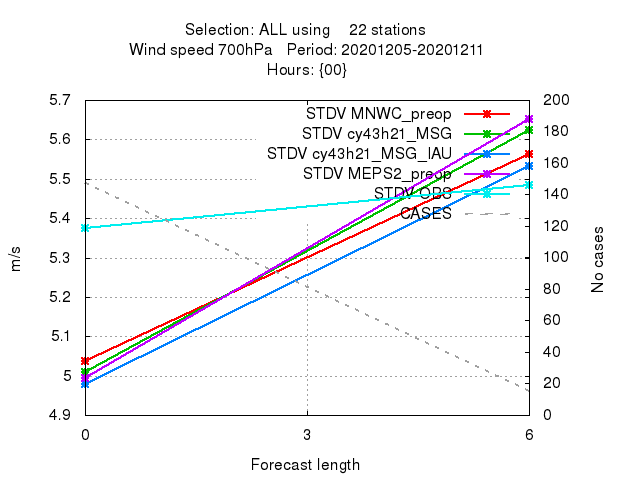 Selection: ALL using 22 stations
Wind speed 700hPa Period: 20201205-20201211
Hours: {00}
5.7
5.6
5.5
5.4
5.3
5.2
5.1
5
4.9
m/s
STDV MNWC_preop
STDV cy43h21_MSG
STDV cy43h21_MSG_IAU
STDV MEPS2_preop
STDV OBS
CASES
200
180
160
140
120
100
80
60
40
20
0
No cases
0 3 6
Forecast length